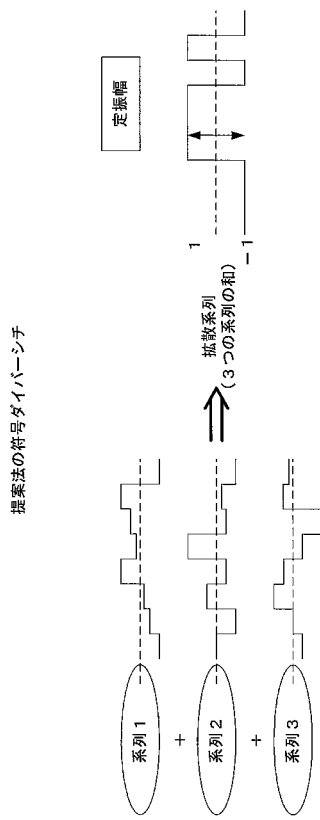 提案法の符号ダイバーシチ
系列1
+
系列2
+
系列3
拡散系列
(3つの系列の和)
定振幅
1
-1